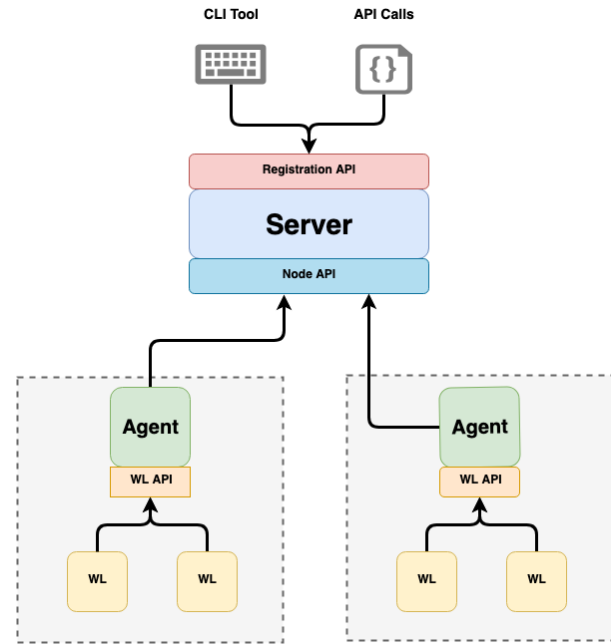 CLI Tool
API Calls
{}
Registration API
Server
Node API
Agent
Agent
WL API
WL API
WL
WL
WL
WL